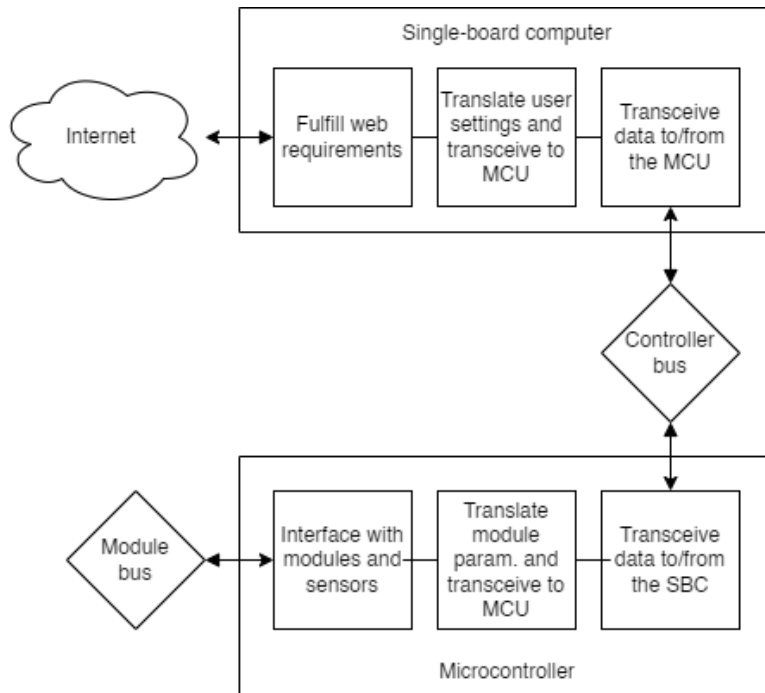 Single-board computer
Internet
Fulfill web
requirements
Translate user
settings and
transceive to
MCU
Transceive
data to/from
the MCU
Controller
bus
Module
bus
Interface with
modules and
sensors
Translate
module
param. and
transceive to
MCU
Transceive
data to/from
the SBC
Microcontroller